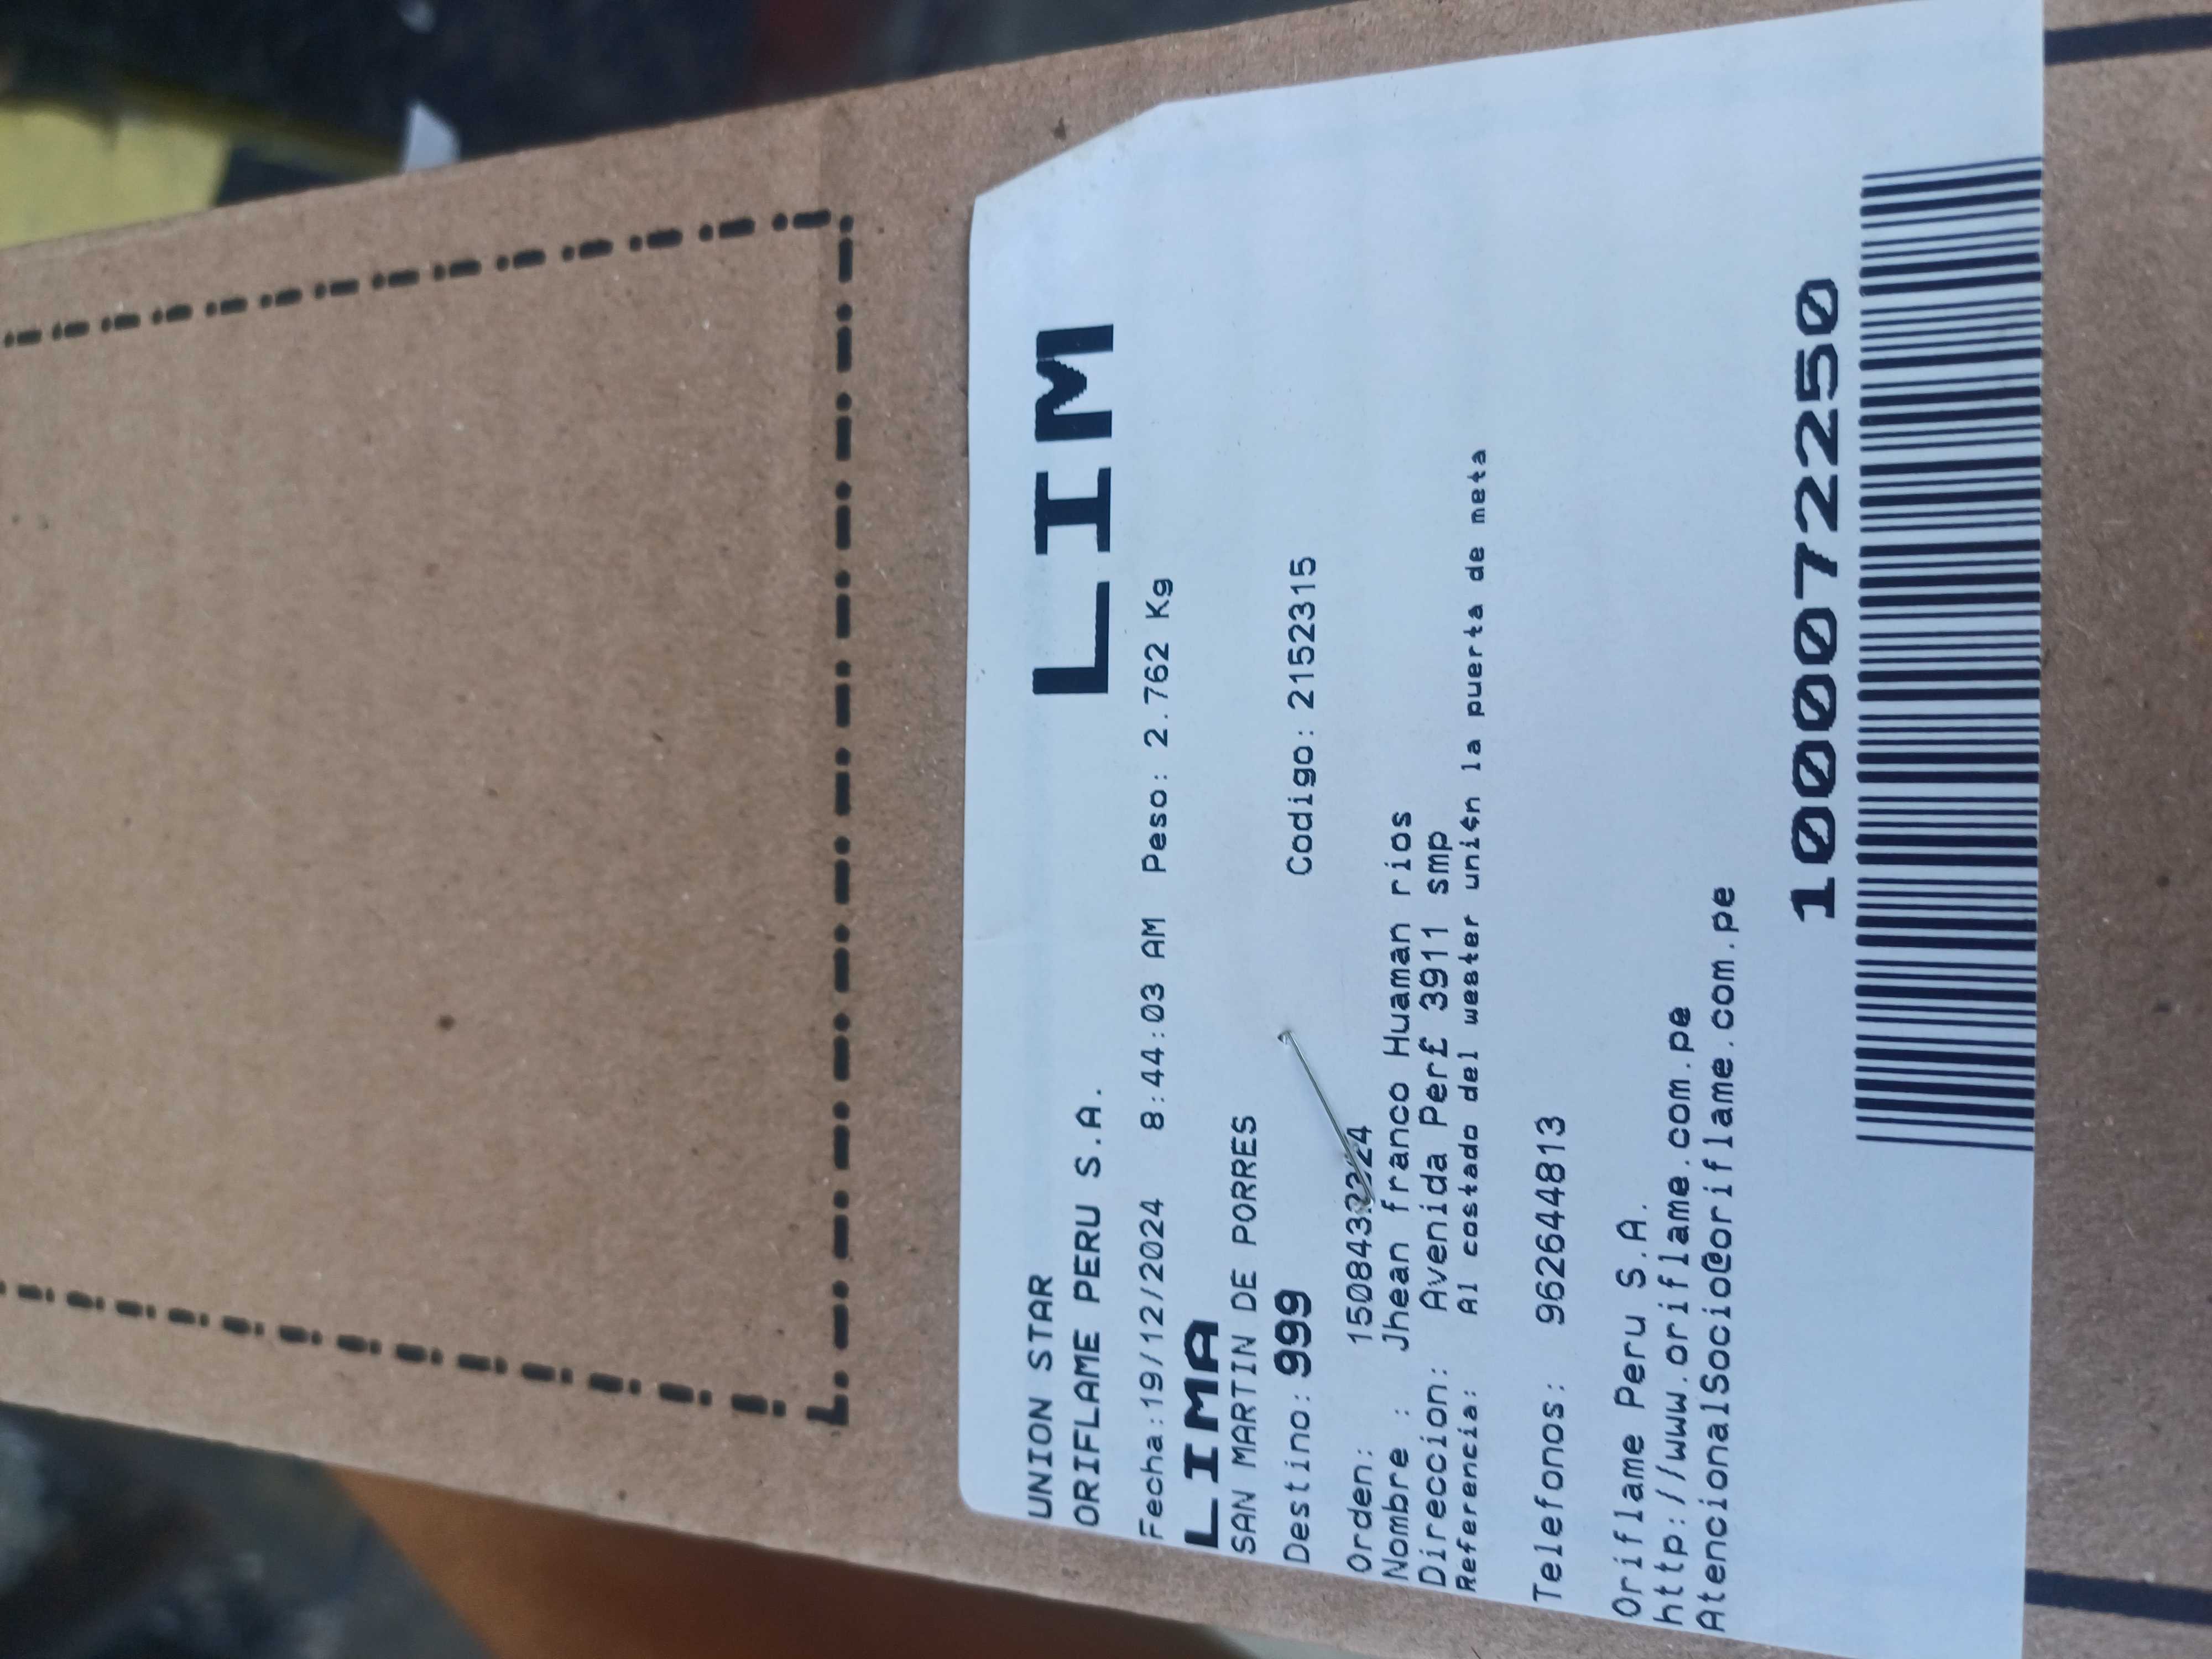 UNION STAR
ORIFLAME PERU S.A.
LIM
Fecha:19/12/2024 8:44:03 AM Peso: 2.762 Kg
LIMA
SAN MARTIN DE PORRES
Destino: 999 Codigo: 2152315
Orden:
Nombre : Jhean franco Huaman rios
Direccion: Avenida Per£ 3911 smp
Referencia: Al costado del wester uni¢n la puerta de meta
Telefonos: 962644813
Oriflame Peru S.A.
http://www.oriflame.com.pe
AtencionalSocio@oriflame.com.pe
1000072250